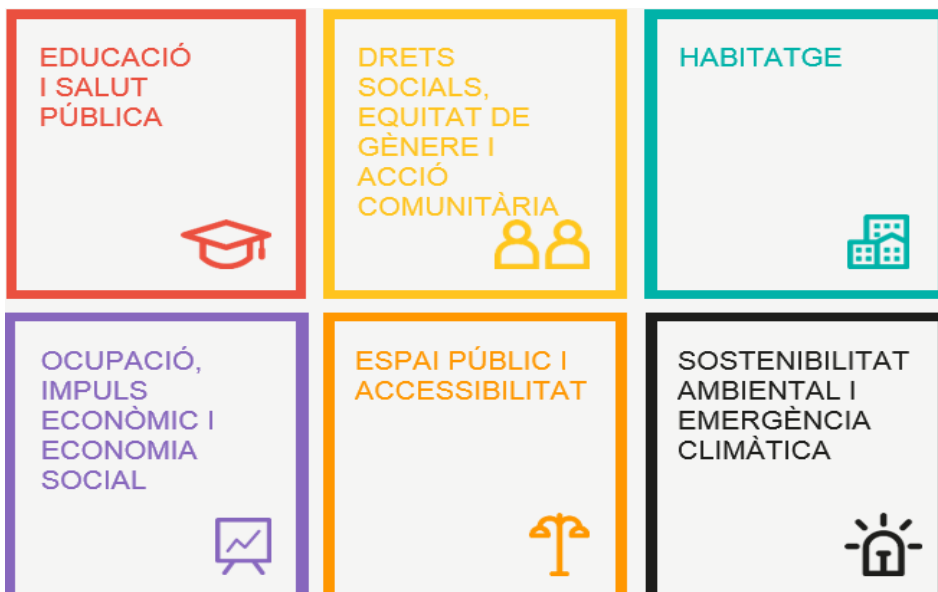 EDUCACIÓ
I SALUT
PÚBLICA
DRETS
SOCIALS,
EQUITAT DE
GÈNERE I
ACCIÓ
COMUNITÀRIA
HABITATGE
OCUPACIÓ,
IMPULS
ECONÒMIC I
ECONOMIA
SOCIAL
ESPAI PÚBLIC I
ACCESSIBILITAT
SOSTENIBILITAT
AMBIENTAL I
EMERGÈNCIA
CLIMÀTICA